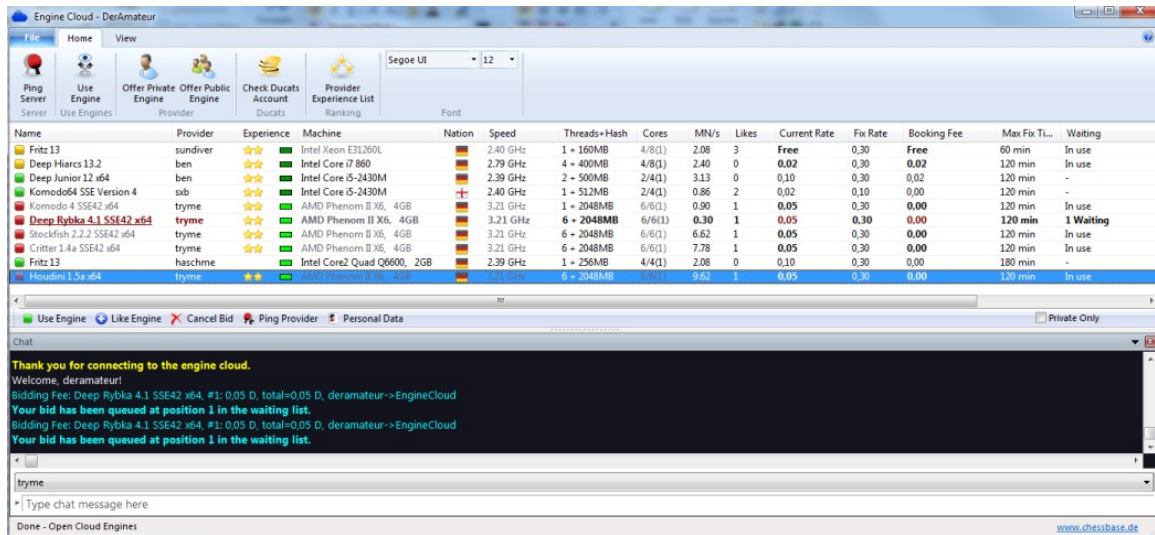 Engine Cloud - DerAmateur
File Home View
Segoe UI 12
Ping Server Use Engine Offer Private Engine Offer Public Engine Check Ducats Account Provider Experience List
Server Use Engines Provider Ducats Ranking Font
Name Provider Experience Machine Nation Speed Threads+Hash Cores MN/s Likes Current Rate Fix Rate Booking Fee Max Fix Ti... Waiting
Fritz 13 sundiver Intel Xeon E31260L 2.40 GHz 1 + 160MB 4/8(1) 2.08 3 Free 0,30 Free 60 min In use
Deep Hiarcs 13.2 ben Intel Core i7 860 2.79 GHz 4 + 400MB 4/8(1) 2.40 0 0,02 0,30 0,02 120 min In use
Deep Junior 12 x64 ben Intel Core i5-2430M 2.39 GHz 2 + 500MB 2/4(1) 3.13 0 0,10 0,30 0,02 120 min -
Komodo64 SSE Version 4 sxb Intel Core i5-2430M 2.40 GHz 1 + 512MB 2/4(1) 0.86 2 0,02 0,10 0,00 120 min -
Komodo 4 SSE42 x64 tryme AMD Phenom II X6, 4GB 3.21 GHz 1 + 2048MB 6/6(1) 0.90 1 0,05 0,30 0,00 120 min In use
Deep Rybka 4.1 SSE42 x64 tryme AMD Phenom II X6, 4GB 3.21 GHz 6 + 2048MB 6/6(1) 0.30 1 0,05 0,30 0,00 120 min 1 Waiting
Stockfish 2.2.2 SSE42 x64 tryme AMD Phenom II X6, 4GB 3.21 GHz 6 + 2048MB 6/6(1) 6.62 1 0,05 0,30 0,00 120 min In use
Critter 1.4a SSE42 x64 tryme AMD Phenom II X6, 4GB 3.21 GHz 6 + 2048MB 6/6(1) 7.78 1 0,05 0,30 0,00 120 min In use
Fritz 13 haschme Intel Core2 Quad Q6600, 2GB 2.39 GHz 1 + 256MB 4/4(1) 2.08 0 0,10 0,30 0,00 180 min -
Houdini 1.5a x64 tryme AMD Phenom II X6, 4GB 3.21 GHz 6 + 2048MB 6/6(1) 9.62 1 0,05 0,30 0,00 120 min In use
Use Engine Like Engine Cancel Bid Ping Provider Personal Data Private Only
Chat
Thank you for connecting to the engine cloud.
Welcome, deramateur!
Bidding Fee: Deep Rybka 4.1 SSE42 x64, #1: 0,05 D, total=0,05 D, deramateur->EngineCloud
Your bid has been queued at position 1 in the waiting list.
Bidding Fee: Deep Rybka 4.1 SSE42 x64, #1: 0,05 D, total=0,05 D, deramateur->EngineCloud
Your bid has been queued at position 1 in the waiting list.
tryme
Type chat message here
Done - Open Cloud Engines www.chessbase.de